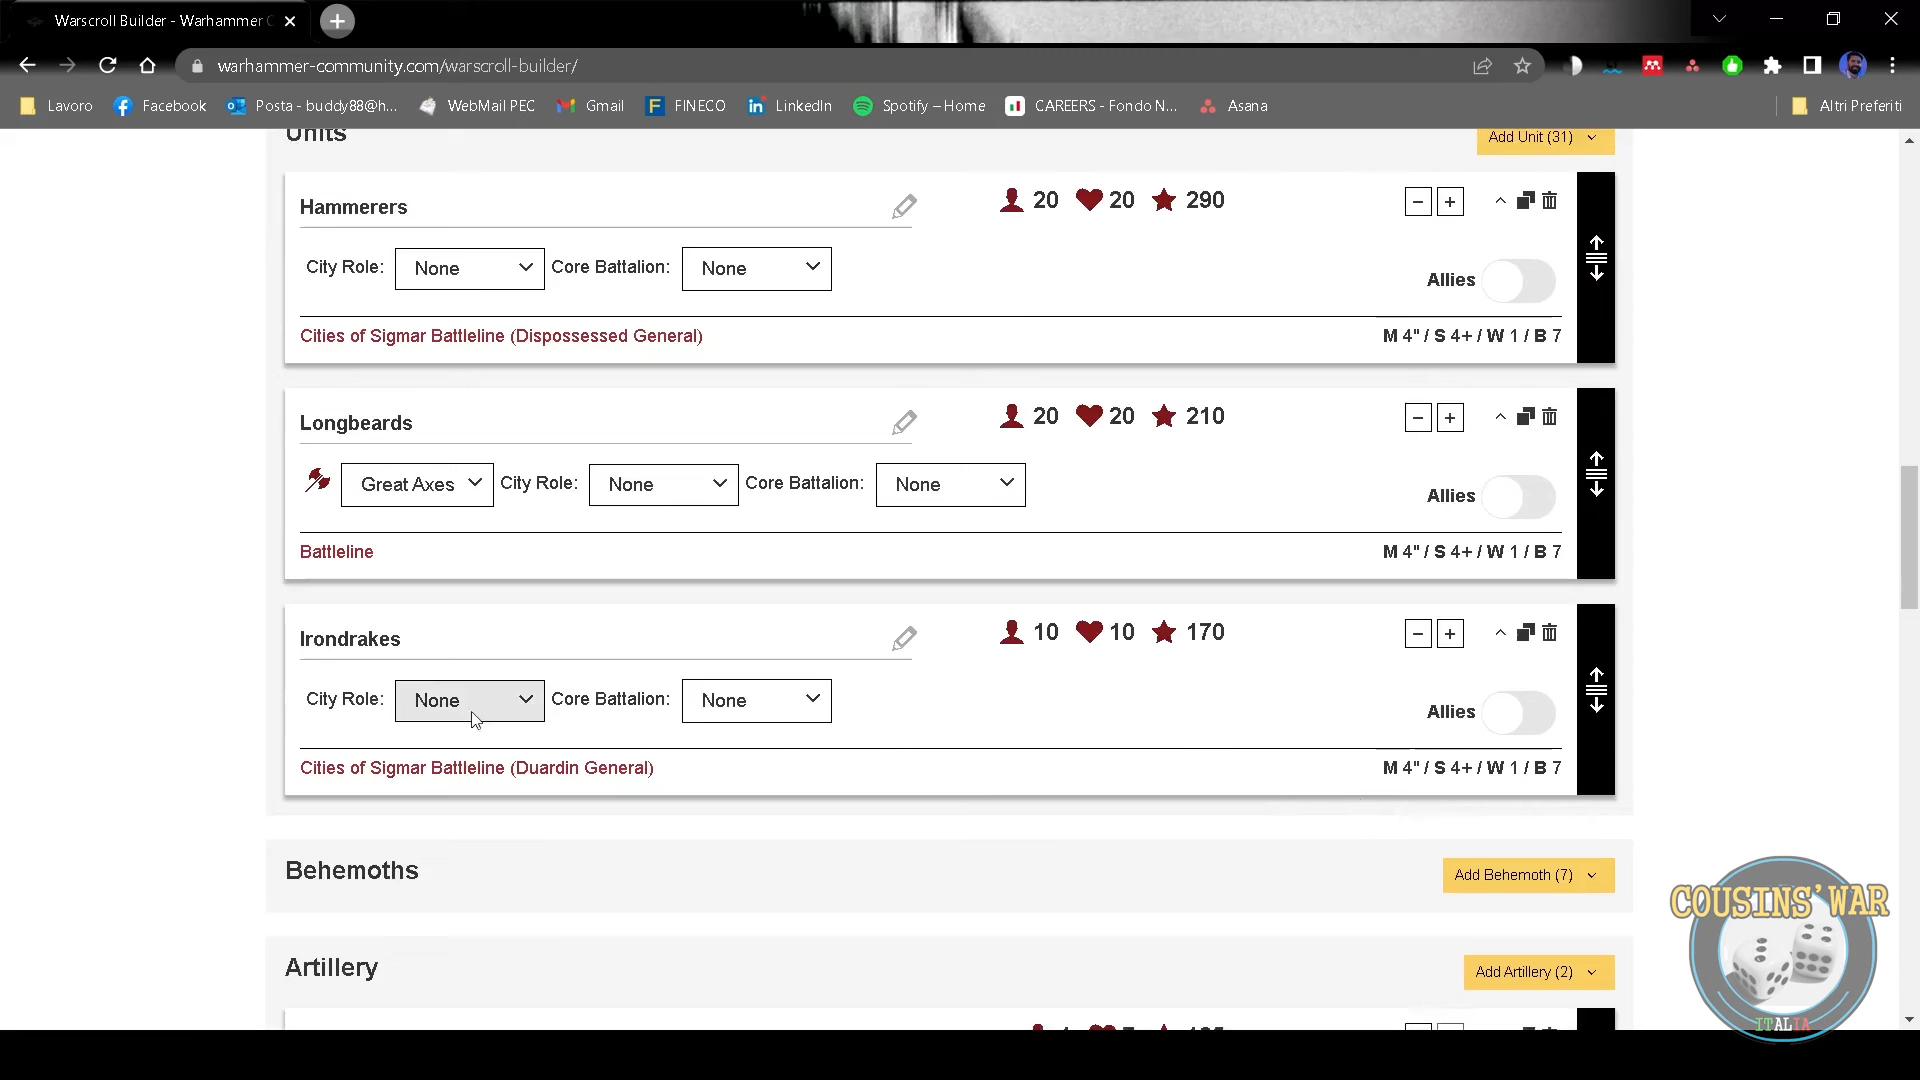 Warscroll Builder - Warhammer C
warhammer-community.com/warscroll-builder/
Lavoro Facebook Posta - buddy88@h... WebMail PEC Gmail FINECO LinkedIn Spotify – Home CAREERS - Fondo N... Asana Altri Preferiti
Units Add Unit (31)
Hammerers 20 20 290
City Role: None Core Battalion: None Allies
Cities of Sigmar Battleline (Dispossessed General) M 4" / S 4+ / W 1 / B 7
Longbeards 20 20 210
Great Axes City Role: None Core Battalion: None Allies
Battleline M 4" / S 4+ / W 1 / B 7
Irondrakes 10 10 170
City Role: None Core Battalion: None Allies
Cities of Sigmar Battleline (Duardin General) M 4" / S 4+ / W 1 / B 7
Behemoths Add Behemoth (7)
Artillery Add Artillery (2)
COUSINS' WAR
ITALIA